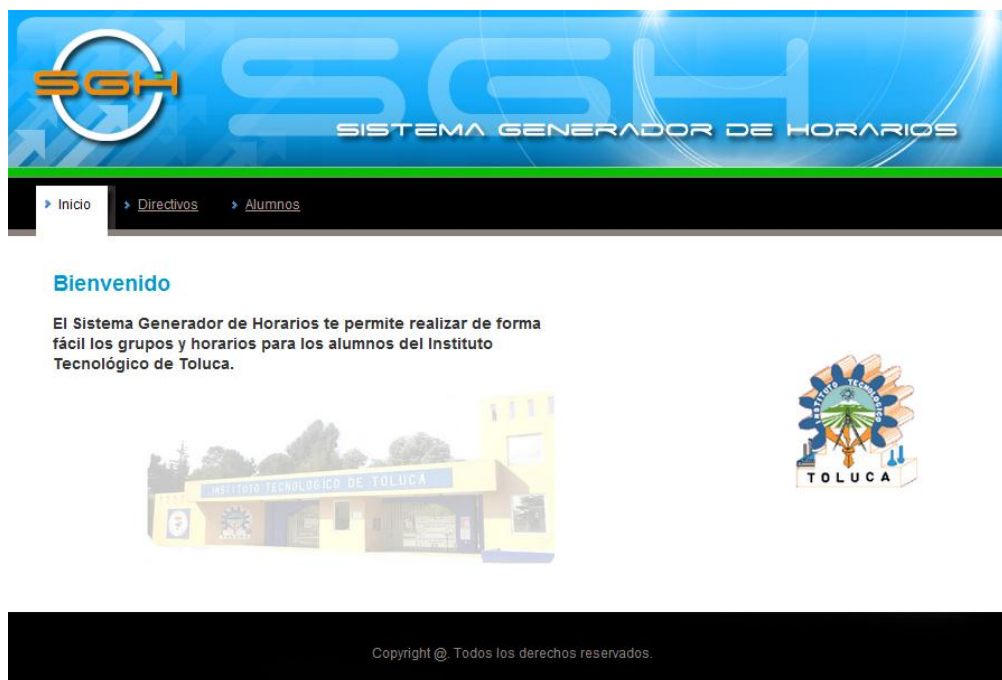 SGH
SGH
SISTEMA GENERADOR DE HORARIOS
Inicio
Directivos
Alumnos
Bienvenido
El Sistema Generador de Horarios te permite realizar de forma
fácil los grupos y horarios para los alumnos del Instituto
Tecnológico de Toluca.
INSTITUTO TECNOLOGICO DE TOLUCA
INSTITUTO TECNOLOGICO
TOLUCA
Copyright @. Todos los derechos reservados.